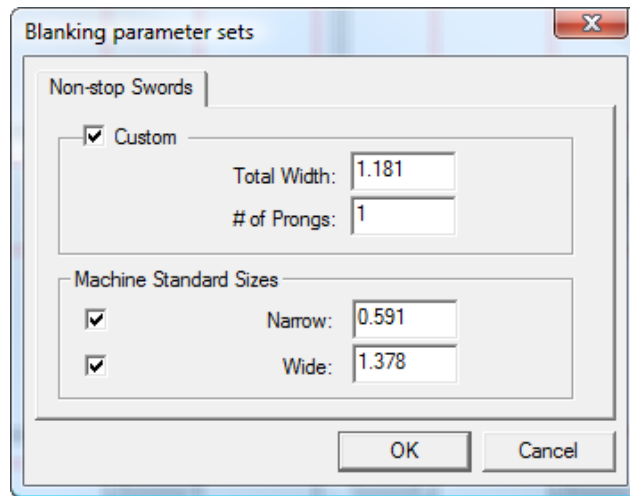 Blanking parameter sets
Non-stop Swords
Custom
Total Width: 1.181
# of Prongs: 1
Machine Standard Sizes
Narrow: 0.591
Wide: 1.378
OK Cancel